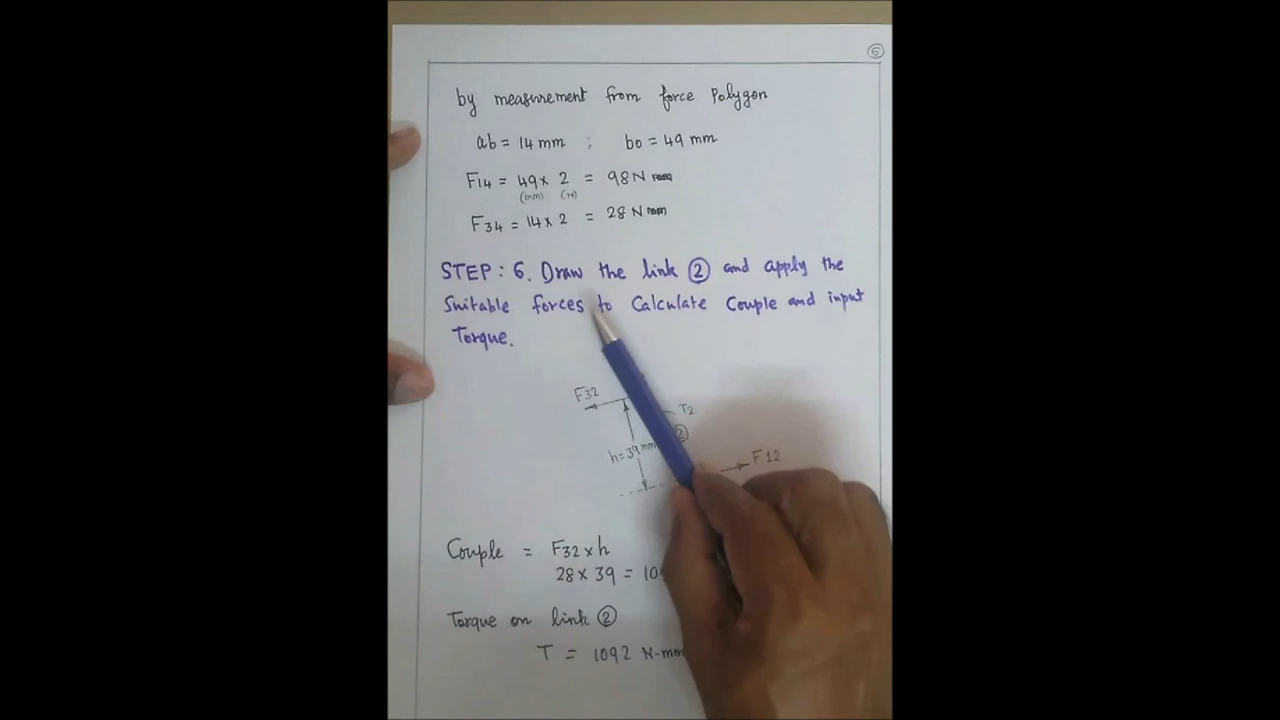 5
by measurement from force Polygon
ab = 14 mm ; bo = 49 mm
F14 = 49 x 2 = 98 N
(mm) (N)
F34 = 14 x 2 = 28 N
STEP: 6. Draw the link 2 and apply the
Suitable forces to Calculate Couple and input
Torque.
F32
T2
2
h=39 mm
F12
Couple = F32 x h
28 x 39 = 10
Torque on link 2
T = 1092 N-mm